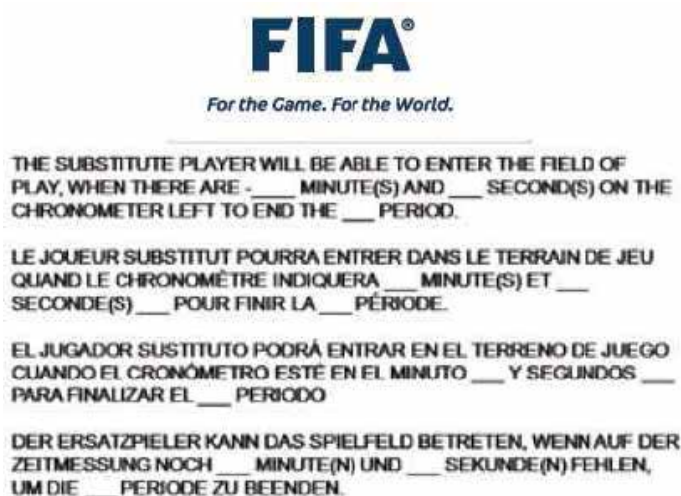 FIFA®
For the Game. For the World.
THE SUBSTITUTE PLAYER WILL BE ABLE TO ENTER THE FIELD OF
PLAY, WHEN THERE ARE -____ MINUTE(S) AND ___ SECOND(S) ON THE
CHRONOMETER LEFT TO END THE ___ PERIOD.
LE JOUEUR SUBSTITUT POURRA ENTRER DANS LE TERRAIN DE JEU
QUAND LE CHRONOMÈTRE INDIQUERA ___ MINUTE(S) ET ___
SECONDE(S) ___ POUR FINIR LA ___ PÉRIODE.
EL JUGADOR SUSTITUTO PODRÁ ENTRAR EN EL TERRENO DE JUEGO
CUANDO EL CRONÓMETRO ESTÉ EN EL MINUTO ___ Y SEGUNDOS ___
PARA FINALIZAR EL ___ PERIODO
DER ERSATZPIELER KANN DAS SPIELFELD BETRETEN, WENN AUF DER
ZEITMESSUNG NOCH ___ MINUTE(N) UND ___ SEKUNDE(N) FEHLEN,
UM DIE ___ PERIODE ZU BEENDEN.